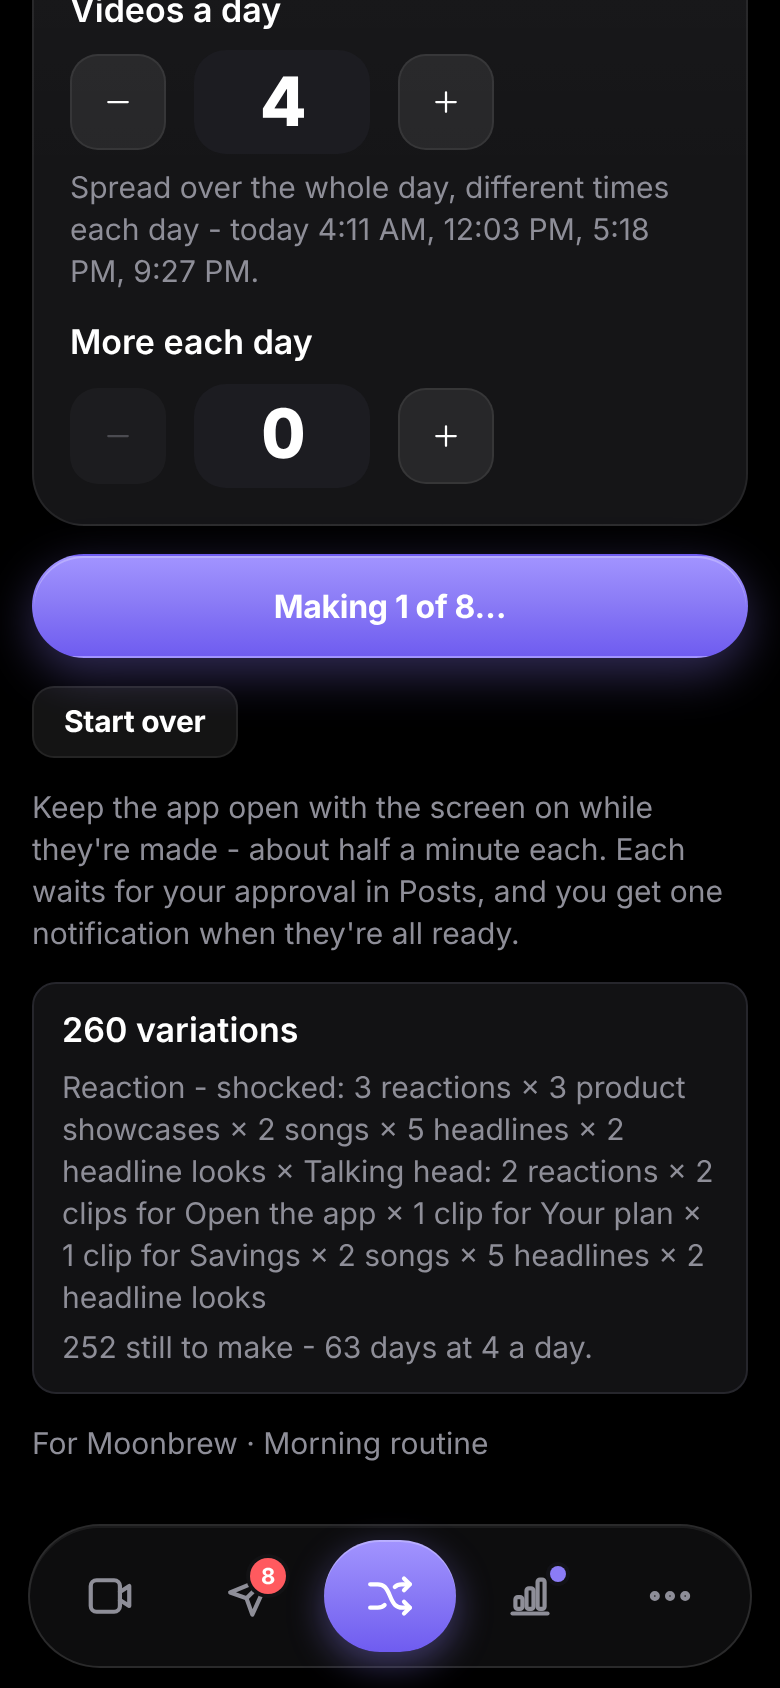 Videos a day
−
4
+
Spread over the whole day, different times
each day - today 4:11 AM, 12:03 PM, 5:18
PM, 9:27 PM.
More each day
−
0
+
Making 1 of 8...
Start over
Keep the app open with the screen on while
they're made - about half a minute each. Each
waits for your approval in Posts, and you get one
notification when they're all ready.
260 variations
Reaction - shocked: 3 reactions × 3 product
showcases × 2 songs × 5 headlines × 2
headline looks × Talking head: 2 reactions × 2
clips for Open the app × 1 clip for Your plan ×
1 clip for Savings × 2 songs × 5 headlines × 2
headline looks
252 still to make - 63 days at 4 a day.
For Moonbrew · Morning routine
8